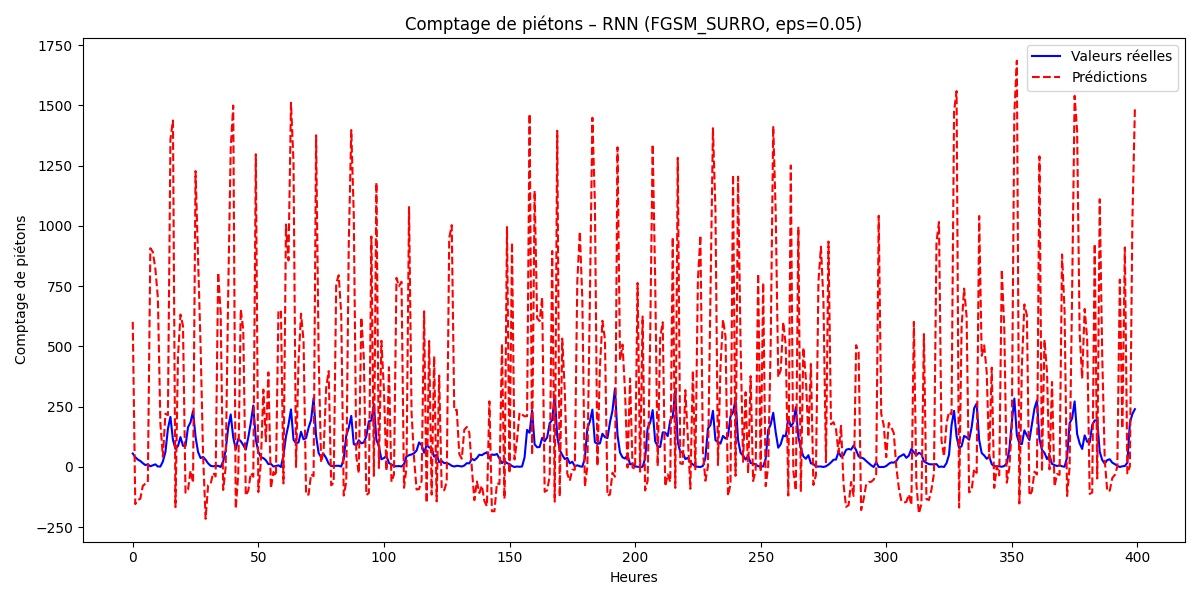 Comptage de piétons – RNN (FGSM_SURRO, eps=0.05)
1750
1500
1250
1000
750
500
250
0
−250
Comptage de piétons
Valeurs réelles
Prédictions
0 50 100 150 200 250 300 350 400
Heures